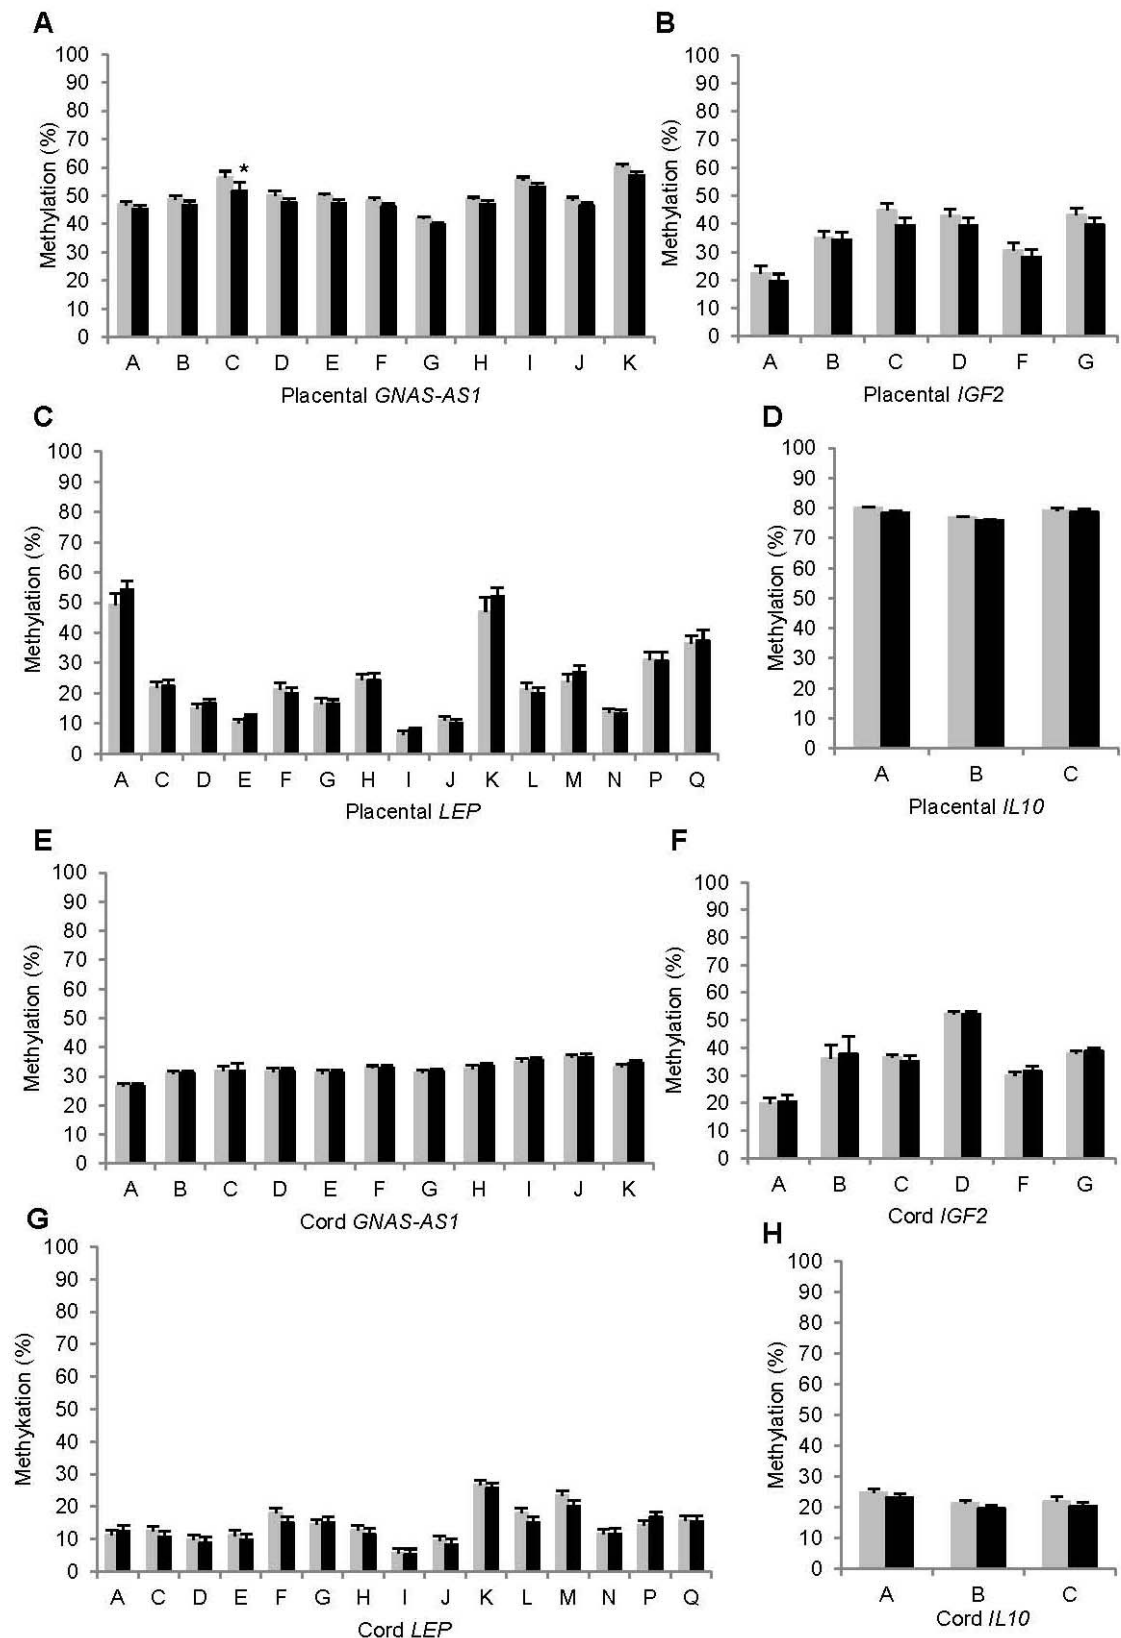 A
100
90
80
70
60
50
40
30
20
10
0
Methylation (%)
*
A B C D E F G H I J K
Placental GNAS-AS1
B
100
90
80
70
60
50
40
30
20
10
0
Methylation (%)
A B C D F G
Placental IGF2
C
100
90
80
70
60
50
40
30
20
10
0
Methylation (%)
A C D E F G H I J K L M N P Q
Placental LEP
D
100
90
80
70
60
50
40
30
20
10
0
Methylation (%)
A B C
Placental IL10
E
100
90
80
70
60
50
40
30
20
10
0
Methylation (%)
A B C D E F G H I J K
Cord GNAS-AS1
F
100
90
80
70
60
50
40
30
20
10
0
Methylation (%)
A B C D F G
Cord IGF2
G
100
90
80
70
60
50
40
30
20
10
0
Methykation (%)
A C D E F G H I J K L M N P Q
Cord LEP
H
100
90
80
70
60
50
40
30
20
10
0
Methylation (%)
A B C
Cord IL10